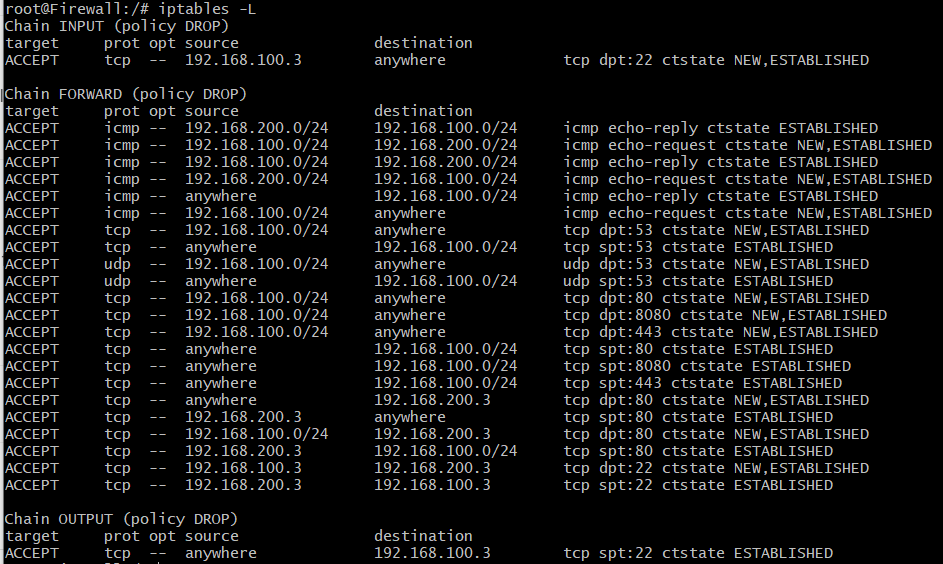 root@Firewall:/# iptables -L
Chain INPUT (policy DROP)
target     prot opt source               destination
ACCEPT     tcp  --  192.168.100.3        anywhere             tcp dpt:22 ctstate NEW,ESTABLISHED

Chain FORWARD (policy DROP)
target     prot opt source               destination
ACCEPT     icmp --  192.168.200.0/24     192.168.100.0/24     icmp echo-reply ctstate ESTABLISHED
ACCEPT     icmp --  192.168.100.0/24     192.168.200.0/24     icmp echo-request ctstate NEW,ESTABLISHED
ACCEPT     icmp --  192.168.100.0/24     192.168.200.0/24     icmp echo-reply ctstate ESTABLISHED
ACCEPT     icmp --  192.168.200.0/24     192.168.100.0/24     icmp echo-request ctstate NEW,ESTABLISHED
ACCEPT     icmp --  anywhere             192.168.100.0/24     icmp echo-reply ctstate ESTABLISHED
ACCEPT     icmp --  192.168.100.0/24     anywhere             icmp echo-request ctstate NEW,ESTABLISHED
ACCEPT     tcp  --  192.168.100.0/24     anywhere             tcp dpt:53 ctstate NEW,ESTABLISHED
ACCEPT     tcp  --  anywhere             192.168.100.0/24     tcp spt:53 ctstate ESTABLISHED
ACCEPT     udp  --  192.168.100.0/24     anywhere             udp dpt:53 ctstate NEW,ESTABLISHED
ACCEPT     udp  --  anywhere             192.168.100.0/24     udp spt:53 ctstate ESTABLISHED
ACCEPT     tcp  --  192.168.100.0/24     anywhere             tcp dpt:80 ctstate NEW,ESTABLISHED
ACCEPT     tcp  --  192.168.100.0/24     anywhere             tcp dpt:8080 ctstate NEW,ESTABLISHED
ACCEPT     tcp  --  192.168.100.0/24     anywhere             tcp dpt:443 ctstate NEW,ESTABLISHED
ACCEPT     tcp  --  anywhere             192.168.100.0/24     tcp spt:80 ctstate ESTABLISHED
ACCEPT     tcp  --  anywhere             192.168.100.0/24     tcp spt:8080 ctstate ESTABLISHED
ACCEPT     tcp  --  anywhere             192.168.100.0/24     tcp spt:443 ctstate ESTABLISHED
ACCEPT     tcp  --  anywhere             192.168.200.3        tcp dpt:80 ctstate NEW,ESTABLISHED
ACCEPT     tcp  --  192.168.200.3        anywhere             tcp spt:80 ctstate ESTABLISHED
ACCEPT     tcp  --  192.168.100.0/24     192.168.200.3        tcp dpt:80 ctstate NEW,ESTABLISHED
ACCEPT     tcp  --  192.168.200.3        192.168.100.0/24     tcp spt:80 ctstate ESTABLISHED
ACCEPT     tcp  --  192.168.100.3        192.168.200.3        tcp dpt:22 ctstate NEW,ESTABLISHED
ACCEPT     tcp  --  192.168.200.3        192.168.100.3        tcp spt:22 ctstate ESTABLISHED

Chain OUTPUT (policy DROP)
target     prot opt source               destination
ACCEPT     tcp  --  anywhere             192.168.100.3        tcp spt:22 ctstate ESTABLISHED